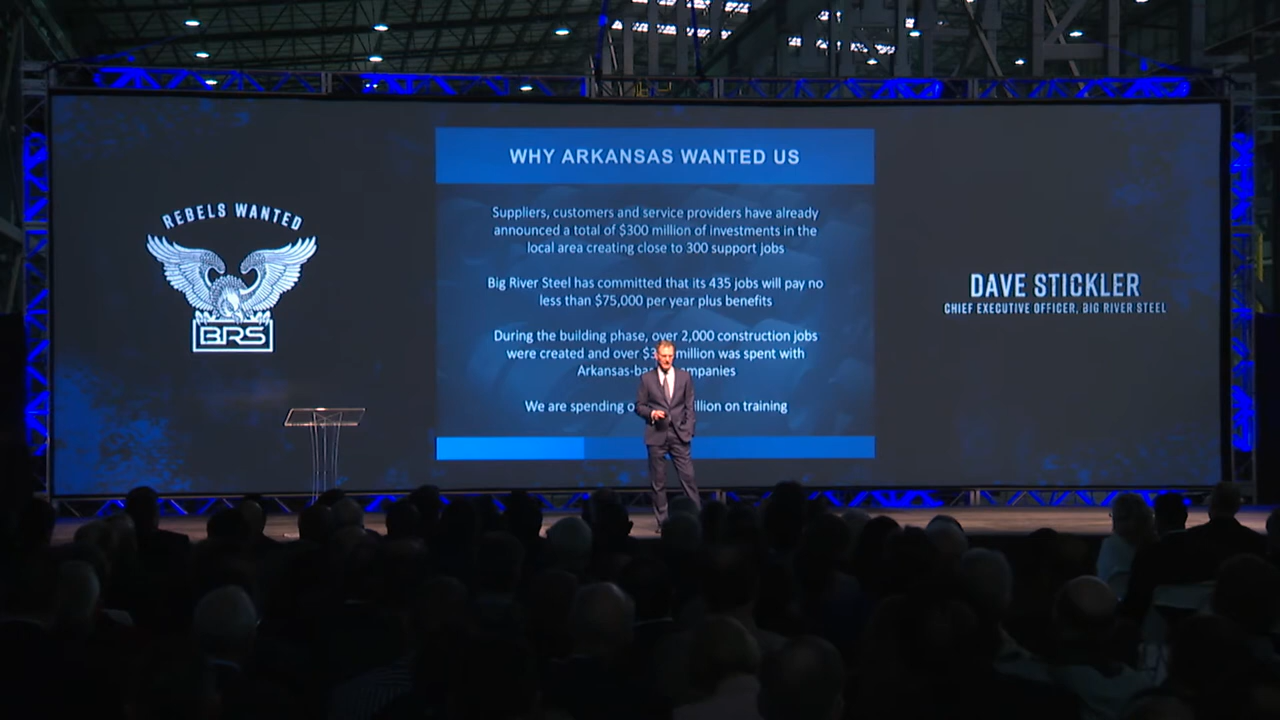 REBELS WANTED
BRS
WHY ARKANSAS WANTED US
Suppliers, customers and service providers have already
announced a total of $300 million of investments in the
local area creating close to 300 support jobs
Big River Steel has committed that its 435 jobs will pay no
less than $75,000 per year plus benefits
During the building phase, over 2,000 construction jobs
were created and over million was spent with
We are spending on training
DAVE STICKLER
CHIEF EXECUTIVE OFFICER, BIG RIVER STEEL